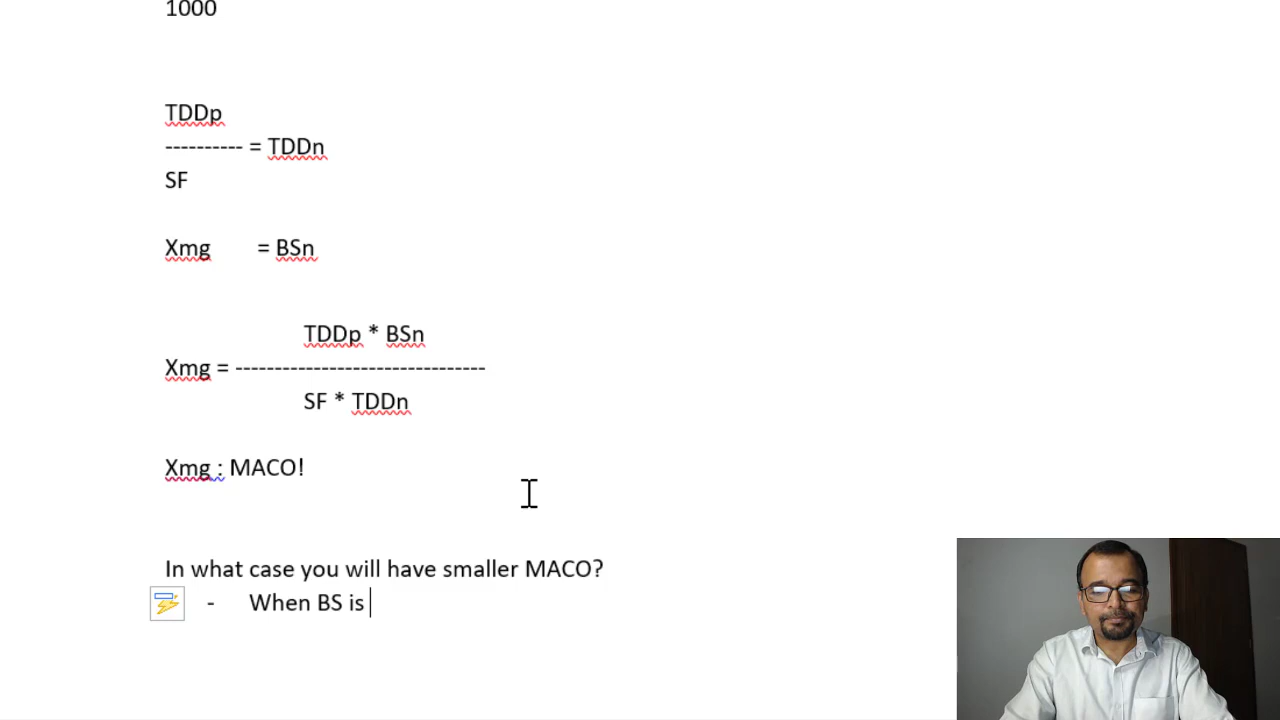 1000
TDDp
---------- = TDDn
SF
Xmg = BSn
TDDp * BSn
Xmg = --------------------------------
SF * TDDn
Xmg : MACO!
In what case you will have smaller MACO?
- When BS is